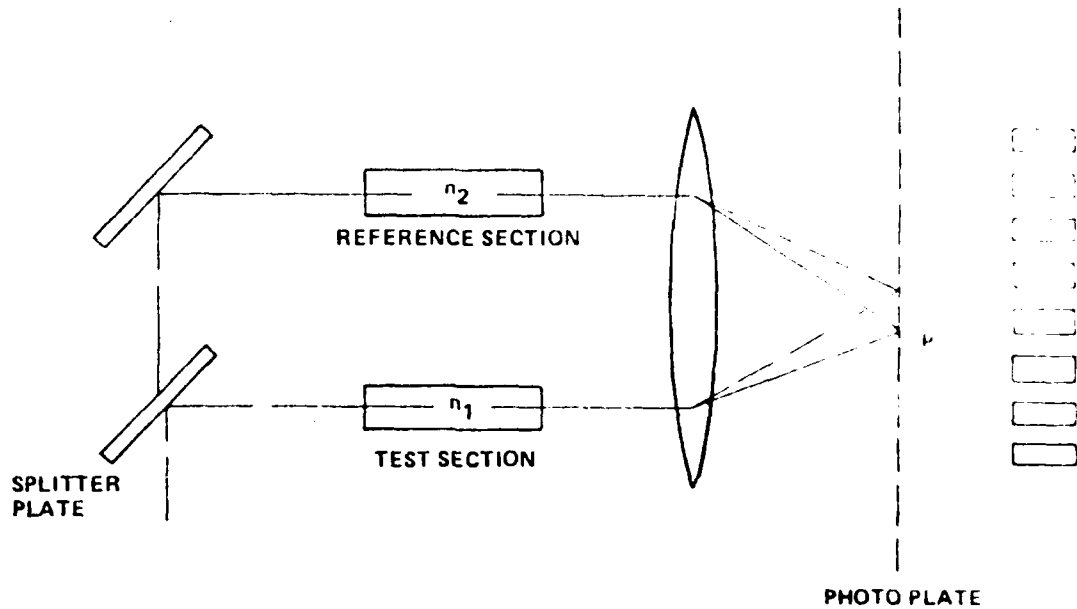 n2
REFERENCE SECTION
n1
TEST SECTION
SPLITTER
PLATE
PHOTO PLATE